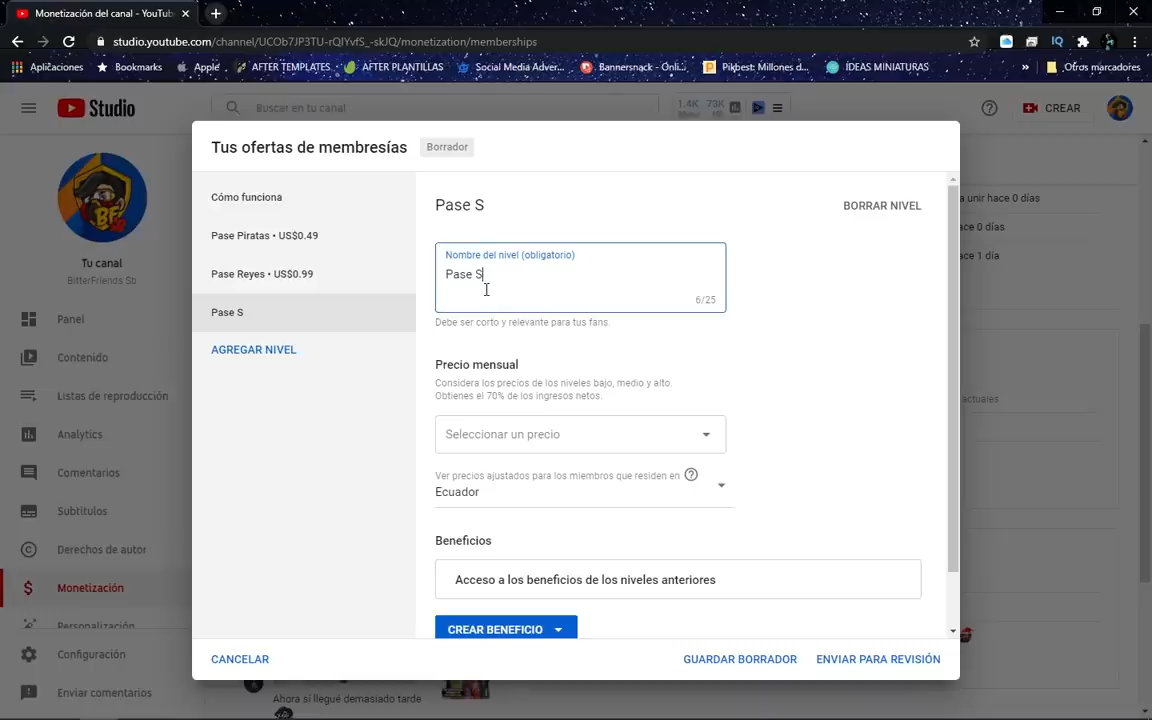 Monetización del canal - YouTub
studio.youtube.com/channel/UCOb7JP3TU-rQIYvfS_-skJQ/monetization/memberships
IQ
Aplicaciones
Bookmarks
Apple
AFTER TEMPLATES
AFTER PLANTILLAS
Social Media Adver...
Bannersnack - Onli...
Pikbest: Millones d...
ÍDEAS MINIATURAS
»
Otros marcadores
Studio
Buscar en tu canal
1.4K
73K
CREAR
Tus ofertas de membresías
Borrador
Cómo funciona
Pase Piratas • US$0.49
Pase Reyes • US$0.99
Pase S
AGREGAR NIVEL
Pase S
BORRAR NIVEL
Nombre del nivel (obligatorio)
Pase S
6/25
Debe ser corto y relevante para tus fans.
Precio mensual
Considera los precios de los niveles bajo, medio y alto.
Obtienes el 70% de los ingresos netos.
Seleccionar un precio
Ver precios ajustados para los miembros que residen en
Ecuador
Beneficios
Acceso a los beneficios de los niveles anteriores
CREAR BENEFICIO
CANCELAR
GUARDAR BORRADOR
ENVIAR PARA REVISIÓN
BF
Tu canal
BitterFriends Sb
Panel
Contenido
Listas de reproducción
Analytics
Comentarios
Subtítulos
Derechos de autor
Monetización
Personalización
Configuración
Enviar comentarios
a unir hace 0 días
ace 0 días
ace 1 día
actuales
Ahora sí llegué demasiado tarde